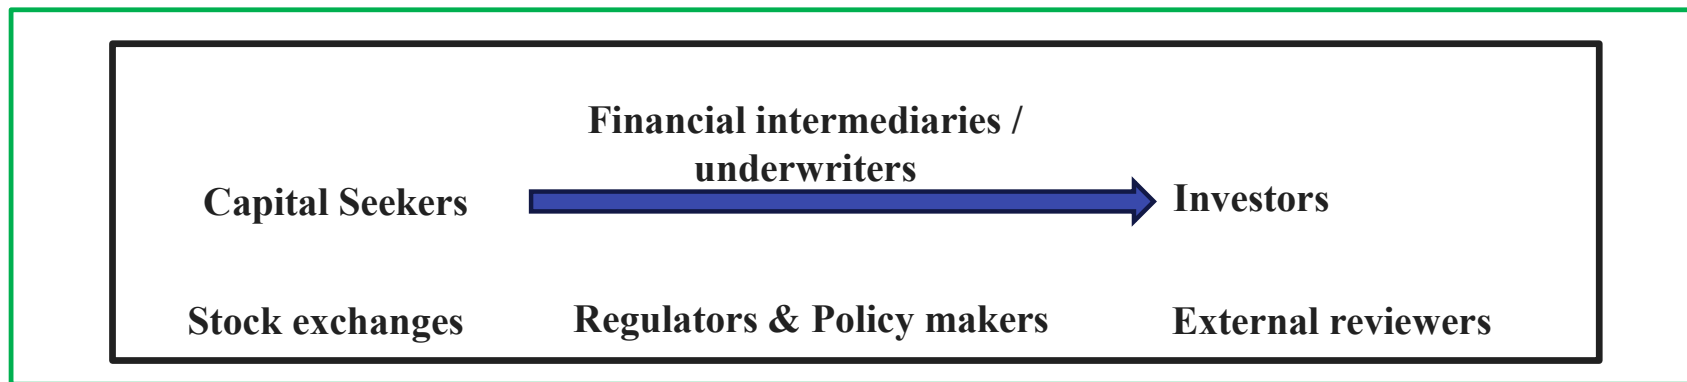 Financial intermediaries /
underwriters
Capital Seekers
Investors
Stock exchanges
Regulators & Policy makers
External reviewers